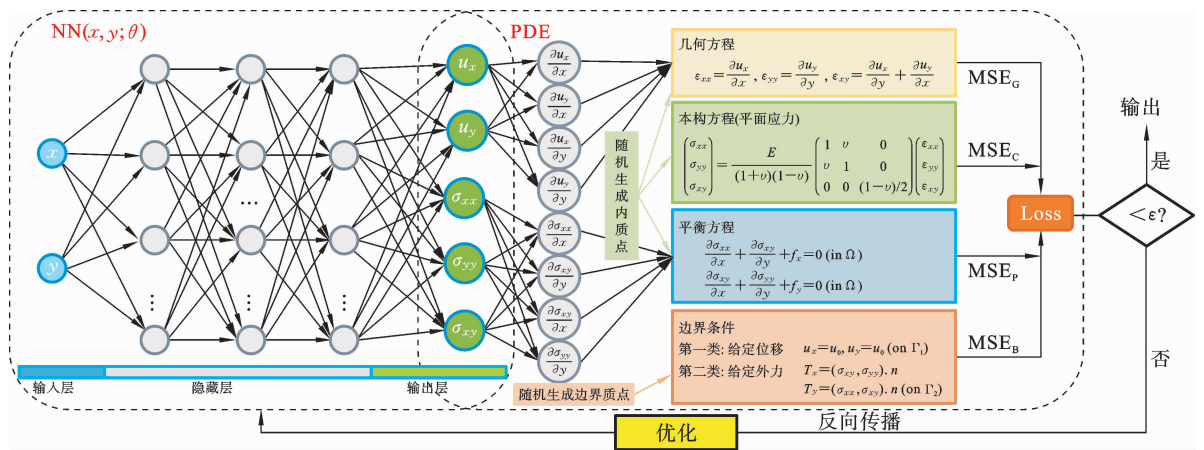 NN(x, y; θ)
PDE
x
y
...
⋮
⋮
⋮
u_x
u_y
σ_xx
σ_yy
σ_xy
∂u_x/∂x
∂u_y/∂x
∂u_x/∂y
∂u_y/∂y
∂σ_xx/∂x
∂σ_xy/∂y
∂σ_xy/∂x
∂σ_yy/∂y
输入层
隐藏层
输出层
随机生成内质点
随机生成边界质点
几何方程
ε_xx=∂u_x/∂x , ε_yy=∂u_y/∂y , ε_xy=∂u_x/∂y+∂u_y/∂x
MSE_G
本构方程(平面应力)
(σ_xx σ_yy σ_xy)=E/((1+υ)(1−υ)) (1 υ 0; υ 1 0; 0 0 (1−υ)/2)(ε_xx ε_yy ε_xy)
MSE_C
平衡方程
∂σ_xx/∂x+∂σ_xy/∂y+f_x=0 (in Ω)
∂σ_xy/∂x+∂σ_yy/∂y+f_y=0 (in Ω)
MSE_P
边界条件
第一类: 给定位移 u_x=u_0, u_y=u_0 (on Γ_1)
第二类: 给定外力 T_x=(σ_xy, σ_yy). n
T_y=(σ_xx, σ_xy). n (on Γ_2)
MSE_B
Loss
<ε?
是
输出
否
反向传播
优化